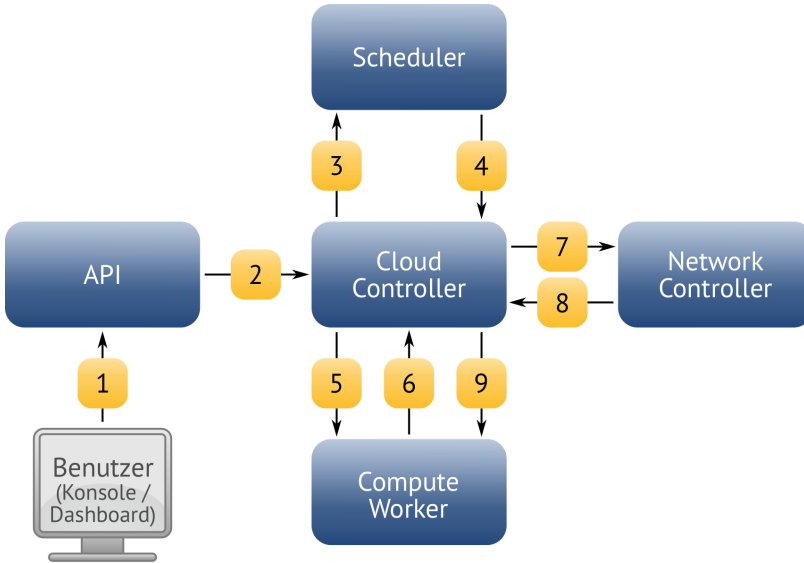 Scheduler
3
4
API
2
Cloud
Controller
7
8
Network
Controller
1
5
6
9
Benutzer
(Konsole /
Dashboard)
Compute
Worker